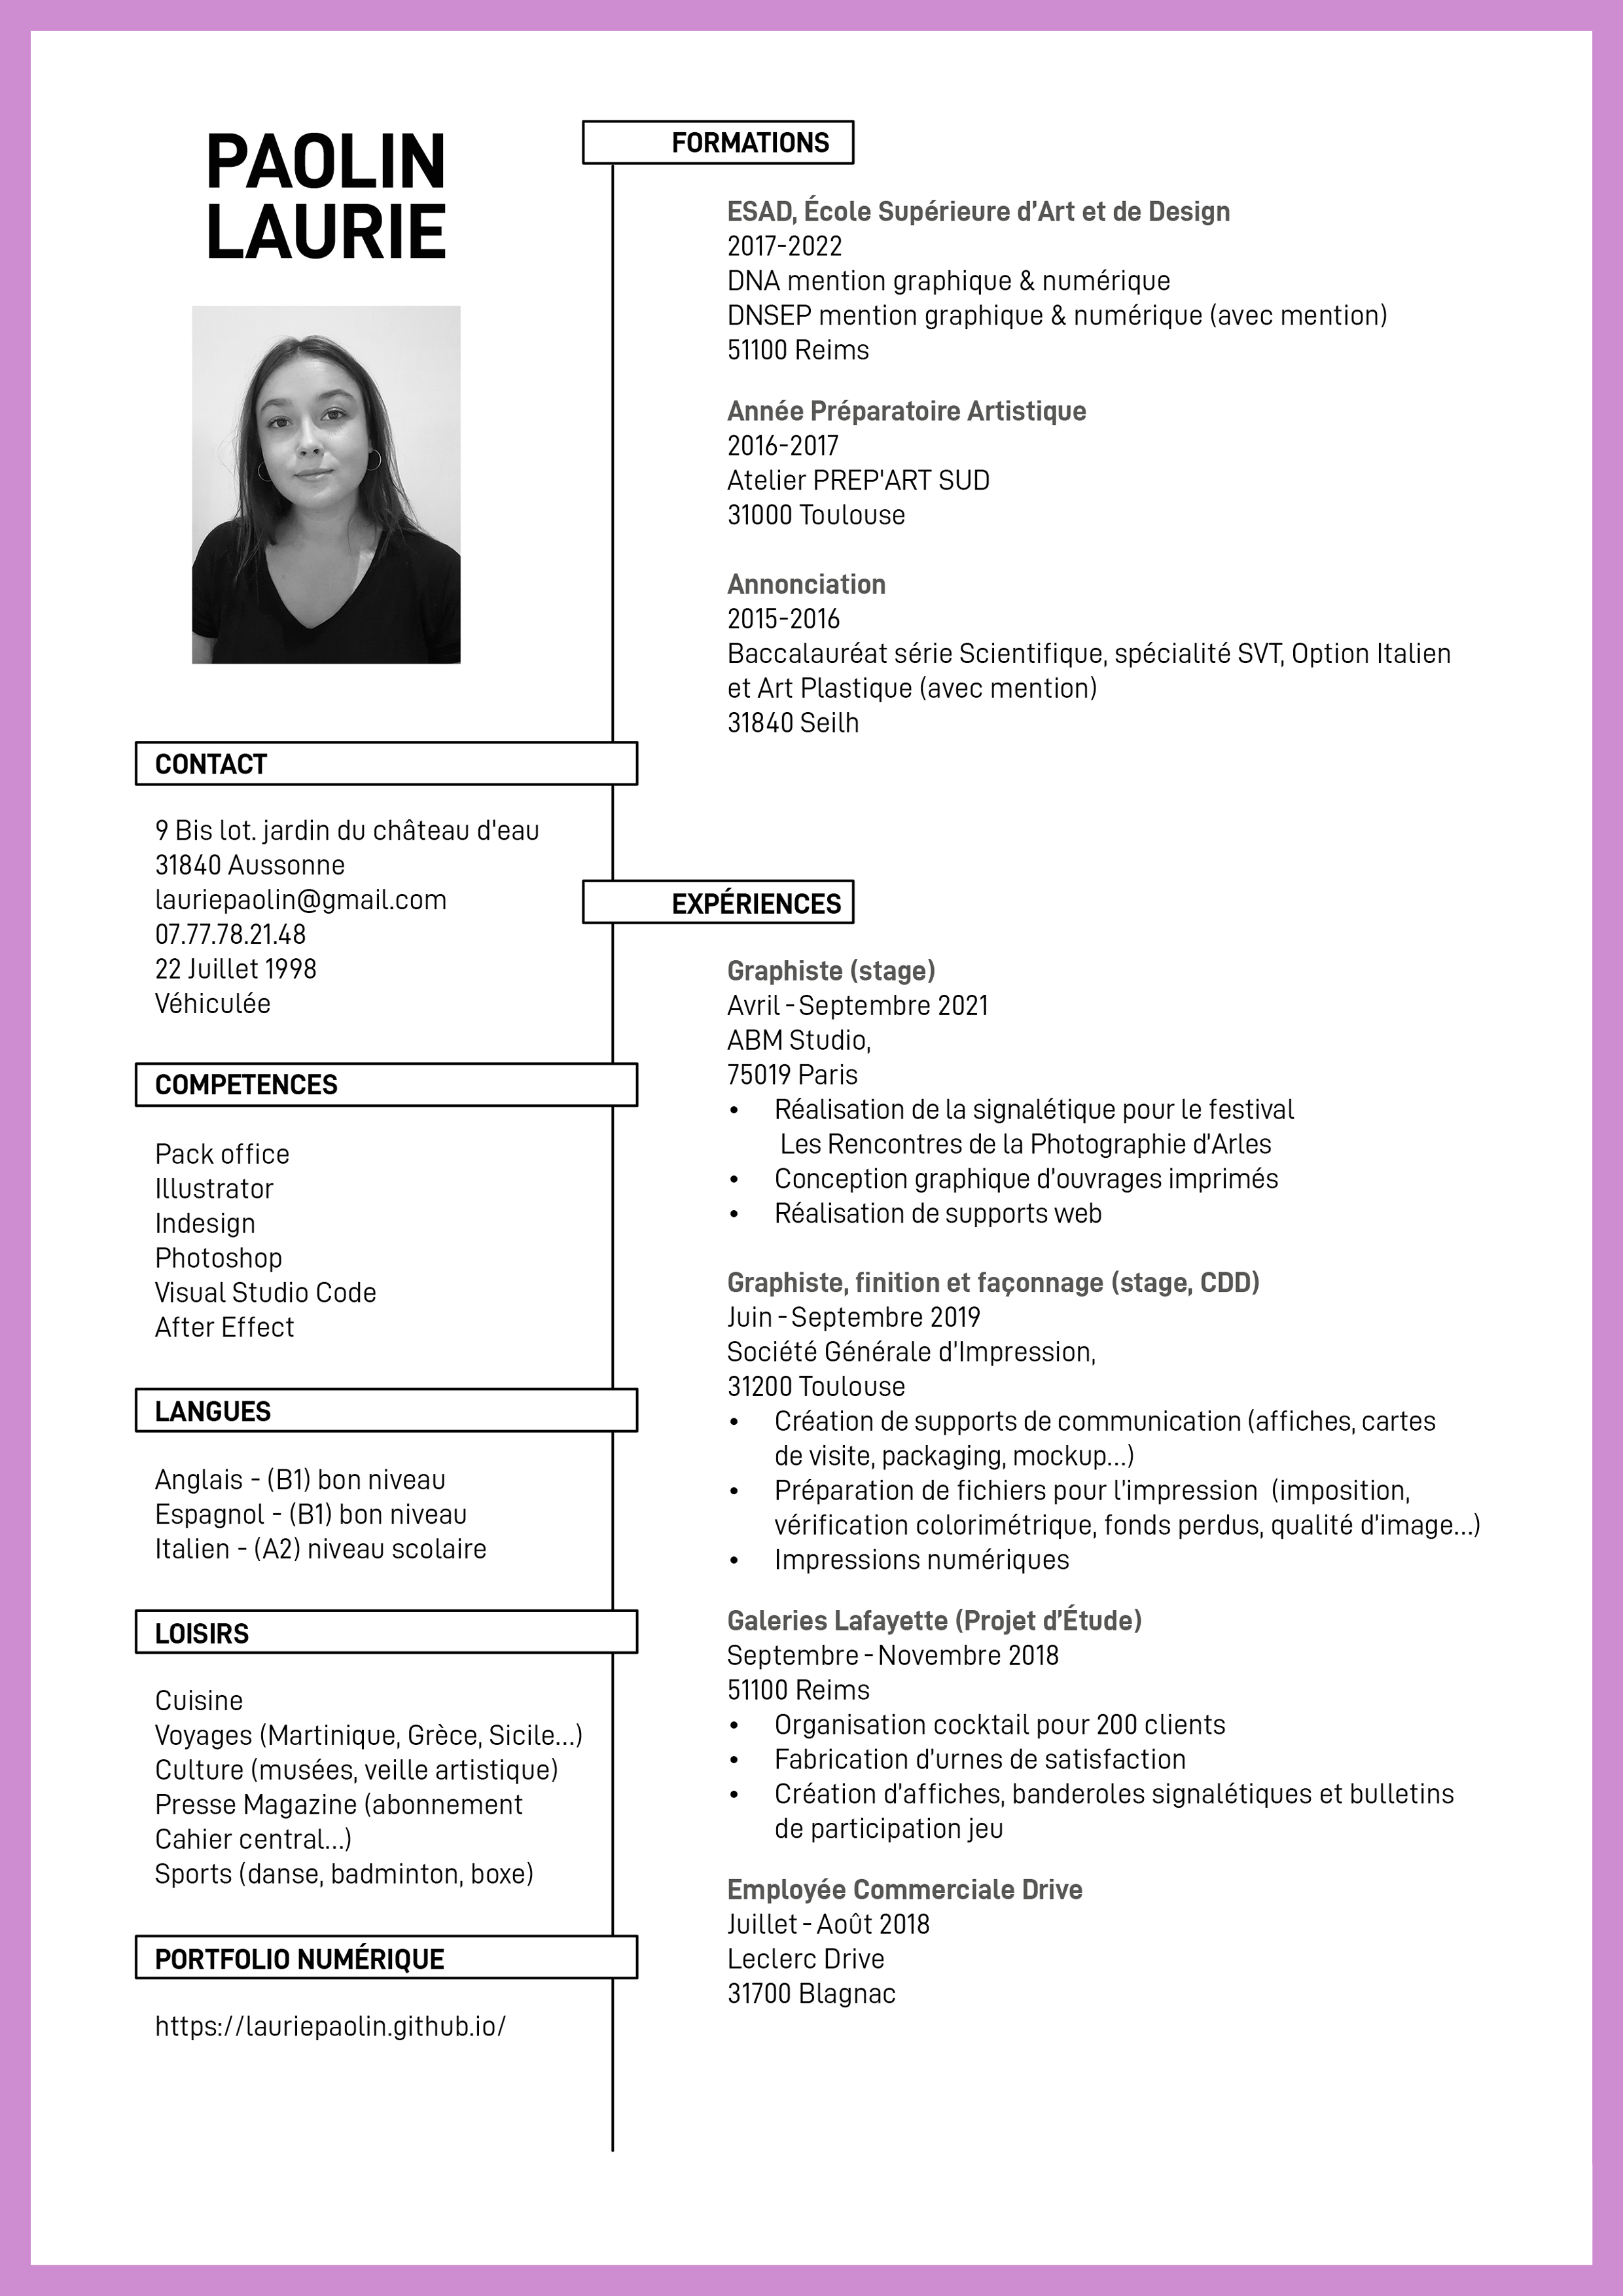 PAOLIN
LAURIE
CONTACT
9 Bis lot. jardin du château d'eau
31840 Aussonne
lauriepaolin@gmail.com
07.77.78.21.48
22 Juillet 1998
Véhiculée
COMPETENCES
Pack office
Illustrator
Indesign
Photoshop
Visual Studio Code
After Effect
LANGUES
Anglais - (B1) bon niveau
Espagnol - (B1) bon niveau
Italien - (A2) niveau scolaire
LOISIRS
Cuisine
Voyages (Martinique, Grèce, Sicile...)
Culture (musées, veille artistique)
Presse Magazine (abonnement
Cahier central...)
Sports (danse, badminton, boxe)
PORTFOLIO NUMÉRIQUE
https://lauriepaolin.github.io/
FORMATIONS
ESAD, École Supérieure d'Art et de Design
2017-2022
DNA mention graphique & numérique
DNSEP mention graphique & numérique (avec mention)
51100 Reims
Année Préparatoire Artistique
2016-2017
Atelier PREP'ART SUD
31000 Toulouse
Annonciation
2015-2016
Baccalauréat série Scientifique, spécialité SVT, Option Italien
et Art Plastique (avec mention)
31840 Seilh
EXPÉRIENCES
Graphiste (stage)
Avril - Septembre 2021
ABM Studio,
75019 Paris
• Réalisation de la signalétique pour le festival
Les Rencontres de la Photographie d'Arles
• Conception graphique d'ouvrages imprimés
• Réalisation de supports web
Graphiste, finition et façonnage (stage, CDD)
Juin - Septembre 2019
Société Générale d'Impression,
31200 Toulouse
• Création de supports de communication (affiches, cartes
de visite, packaging, mockup...)
• Préparation de fichiers pour l'impression (imposition,
vérification colorimétrique, fonds perdus, qualité d'image...)
• Impressions numériques
Galeries Lafayette (Projet d'Étude)
Septembre - Novembre 2018
51100 Reims
• Organisation cocktail pour 200 clients
• Fabrication d'urnes de satisfaction
• Création d'affiches, banderoles signalétiques et bulletins
de participation jeu
Employée Commerciale Drive
Juillet - Août 2018
Leclerc Drive
31700 Blagnac